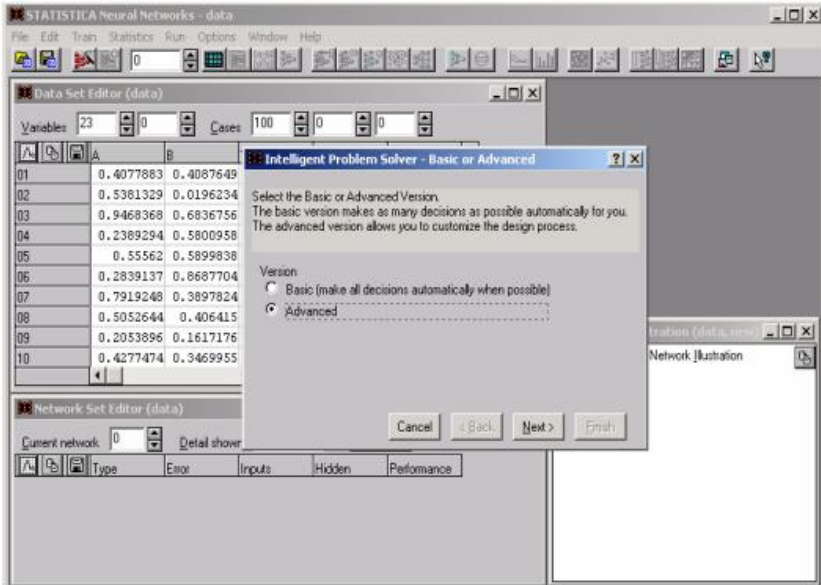 STATISTICA Neural Networks - data
File Edit Train Statistics Run Options Window Help
0
Data Set Editor (data)
Variables 23 0 Cases 100 0 0
A B
01 0.4077883 0.4087649
02 0.5381329 0.0196234
03 0.9468368 0.6836756
04 0.2389294 0.5800958
05 0.55562 0.5899838
06 0.2839137 0.8687704
07 0.7919248 0.3897824
08 0.5052644 0.406415
09 0.2053896 0.1617176
10 0.4277474 0.3469955
Intelligent Problem Solver - Basic or Advanced
Select the Basic or Advanced Version.
The basic version makes as many decisions as possible automatically for you.
The advanced version allows you to customize the design process.
Version
Basic (make all decisions automatically when possible)
Advanced
Cancel < Back Next > Finish
Network Set Editor (data)
Current network 0 Detail shown
Type Error Inputs Hidden Performance
tration (data, new)
Network Illustration